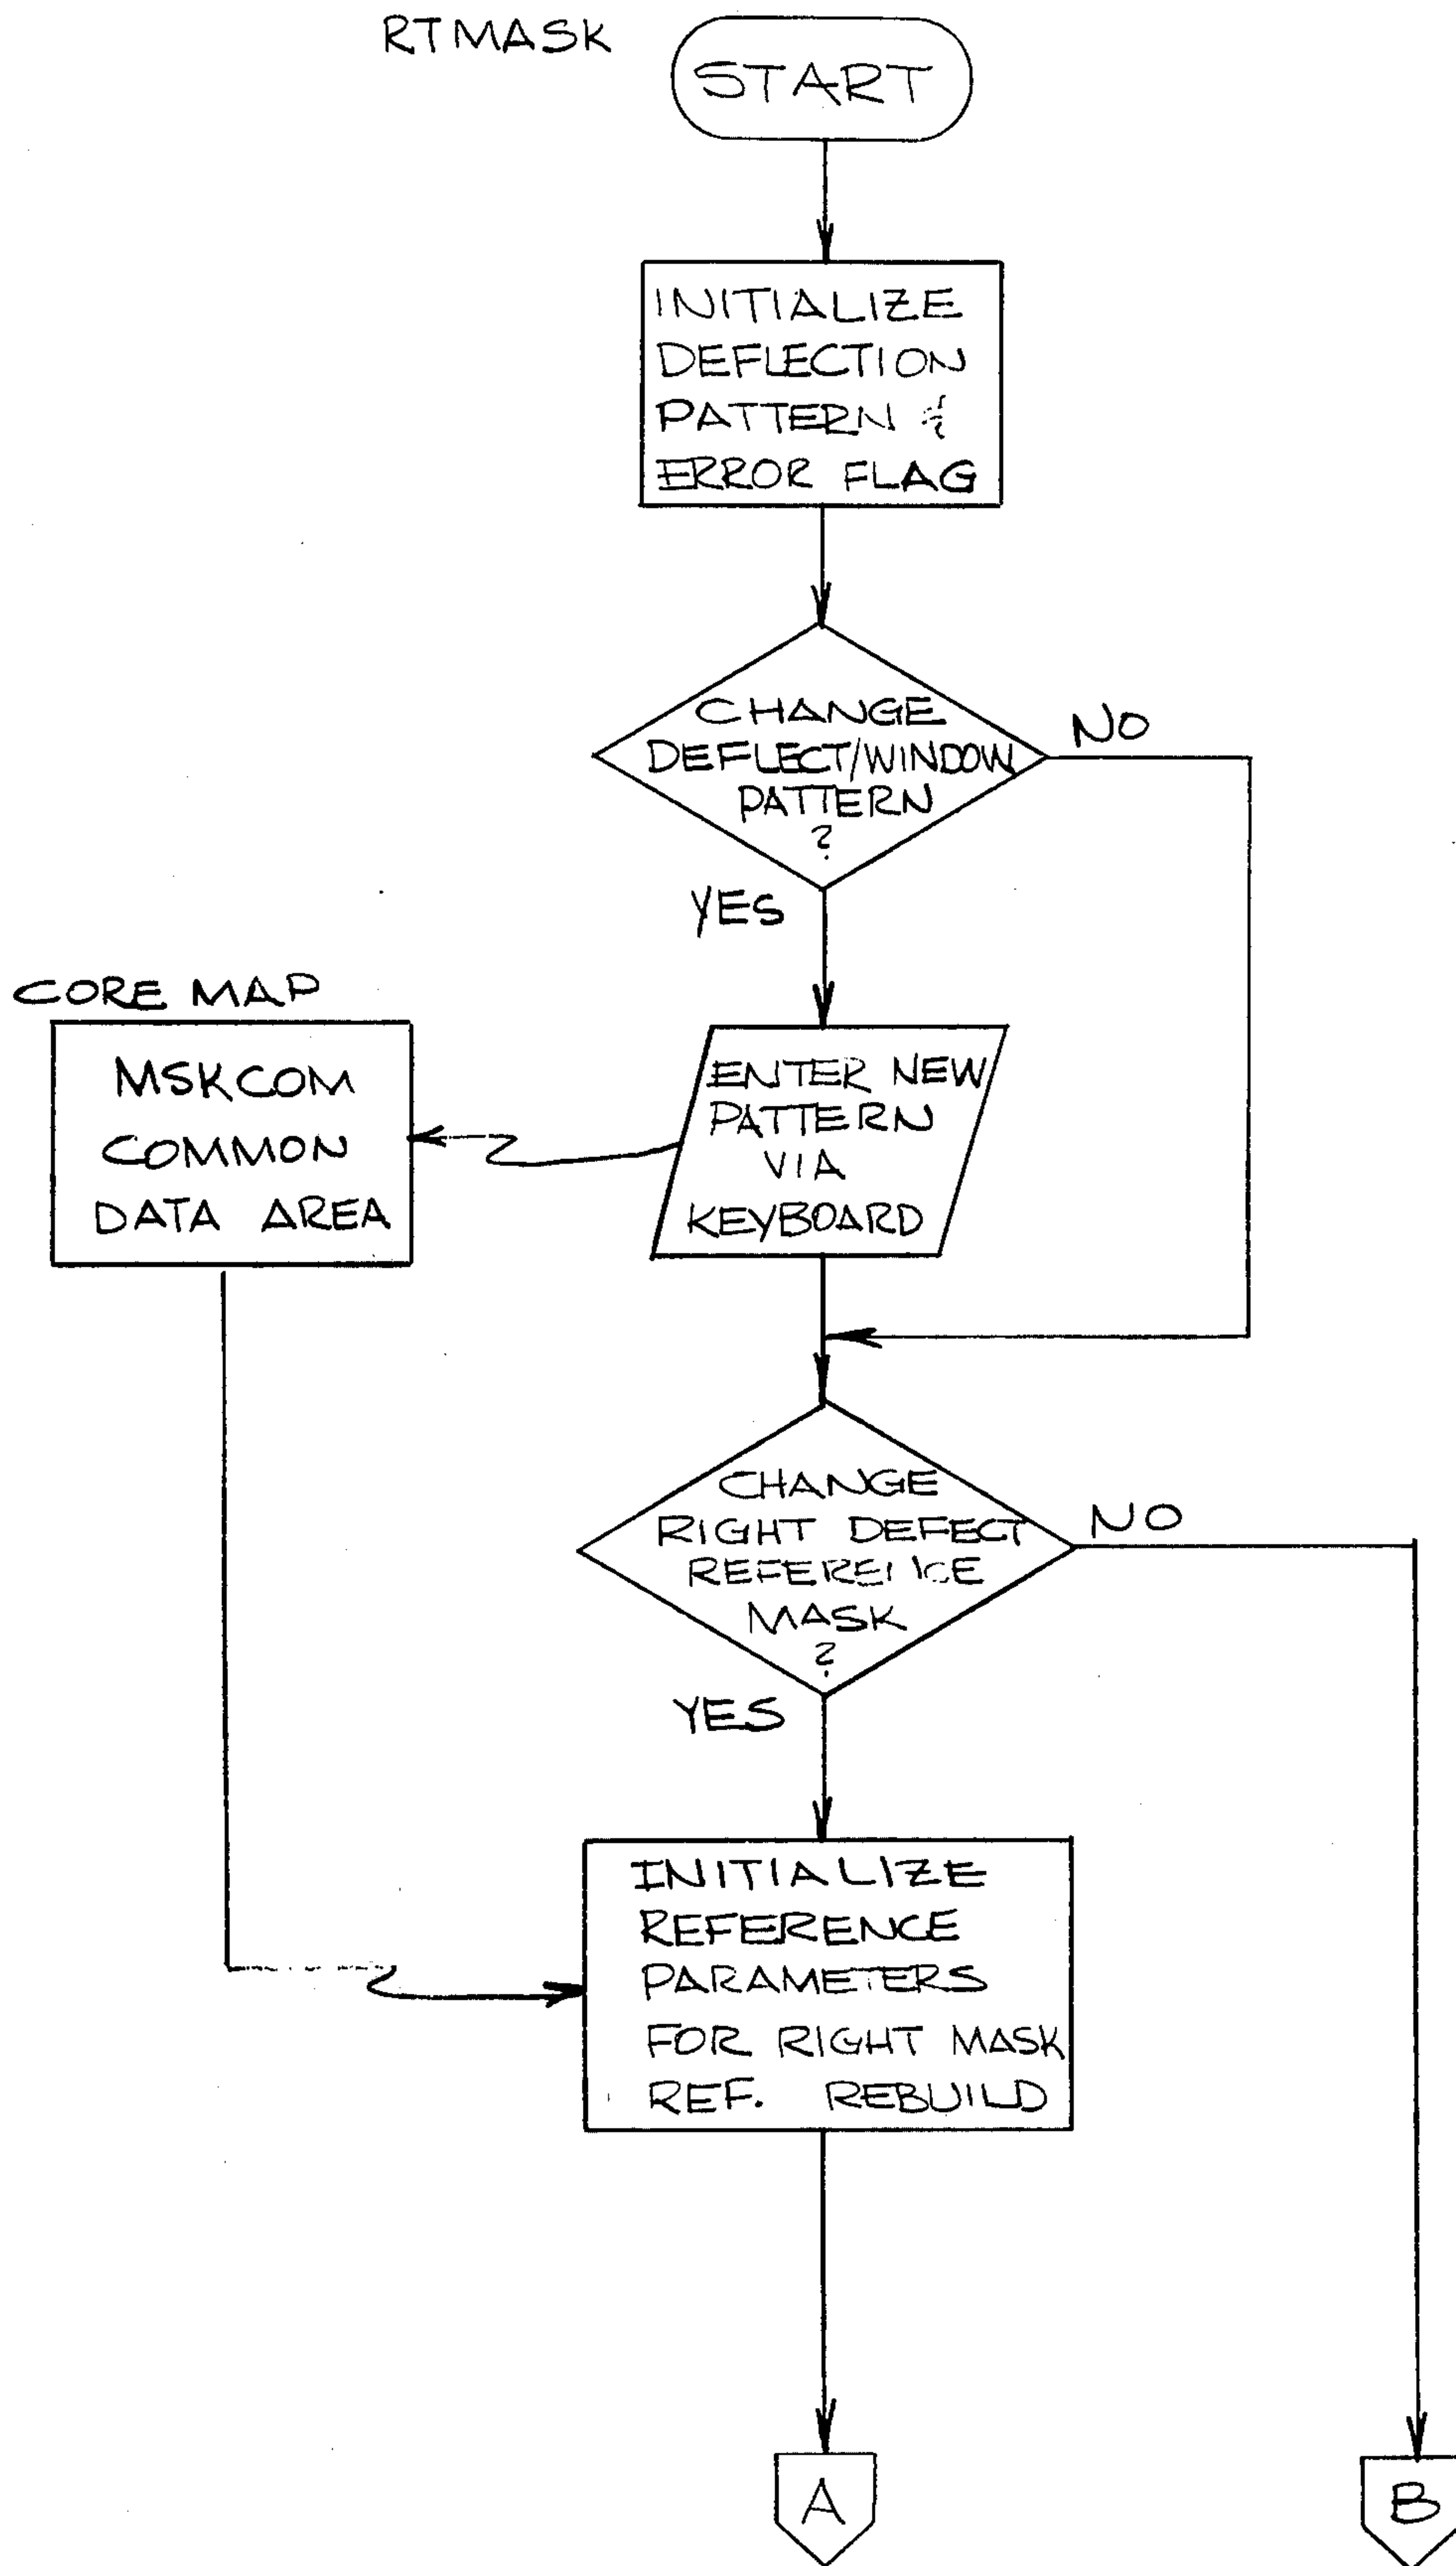 RTMASK
START
INITIALIZE
DEFLECTION
PATTERN &
ERROR FLAG
CHANGE
DEFLECT/WINDOW
PATTERN
?
NO
YES
CORE MAP
MSKCOM
COMMON
DATA AREA
ENTER NEW
PATTERN
VIA
KEYBOARD
CHANGE
RIGHT DEFECT
REFERENCE
MASK
?
NO
YES
INITIALIZE
REFERENCE
PARAMETERS
FOR RIGHT MASK
REF. REBUILD
A
B